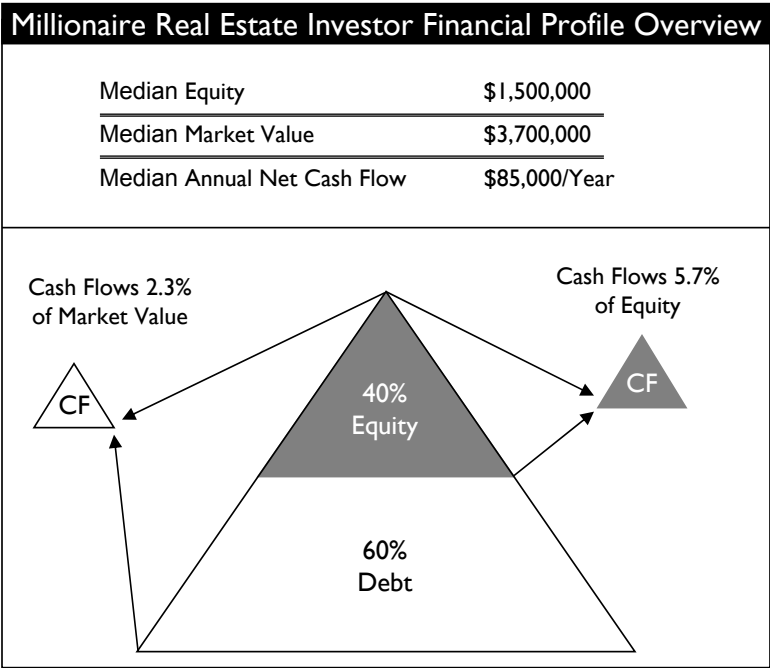 Millionaire Real Estate Investor Financial Profile Overview
Median Equity $1,500,000
Median Market Value $3,700,000
Median Annual Net Cash Flow $85,000/Year
Cash Flows 2.3%
of Market Value
Cash Flows 5.7%
of Equity
CF
CF
40%
Equity
60%
Debt